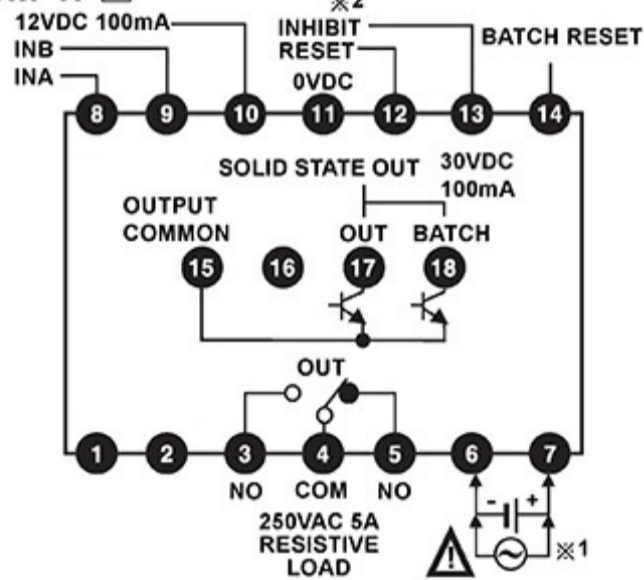 ※2
12VDC 100mA
INHIBIT
RESET
BATCH RESET
INB
INA
0VDC
8 9 10 11 12 13 14
SOLID STATE OUT
30VDC
100mA
OUTPUT
COMMON
OUT BATCH
15 16 17 18
OUT
1 2 3 4 5 6 7
NO COM NO
- +
250VAC 5A
RESISTIVE
LOAD
! ※1